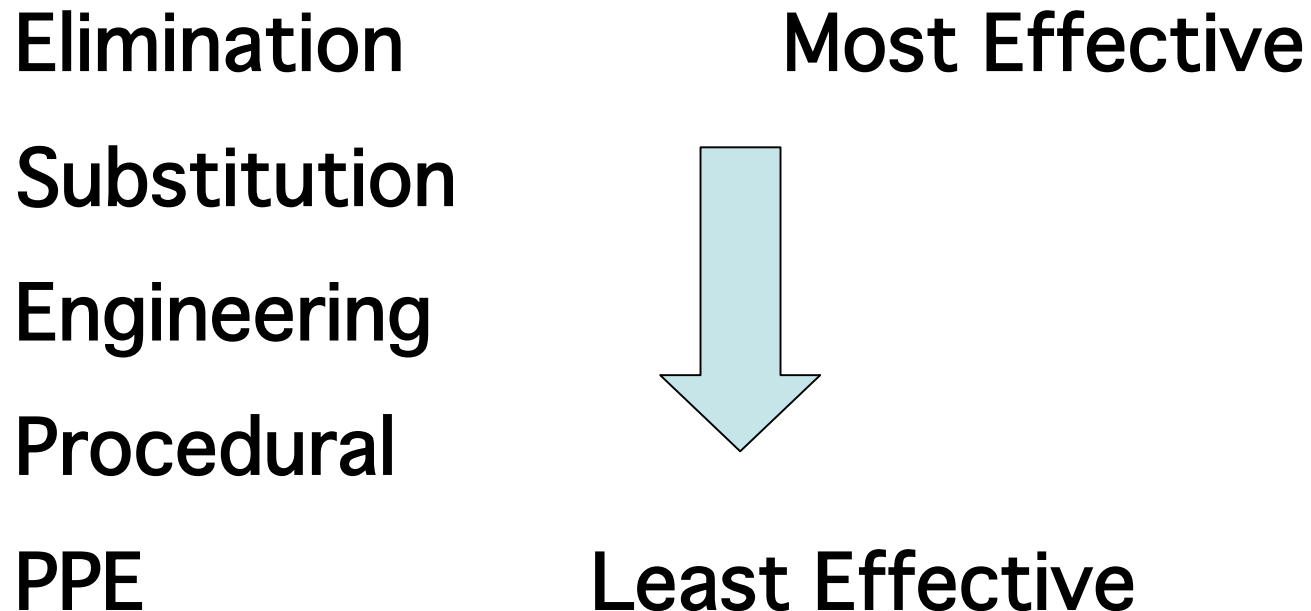 Elimination Most Effective
Substitution
Engineering
Procedural
PPE Least Effective